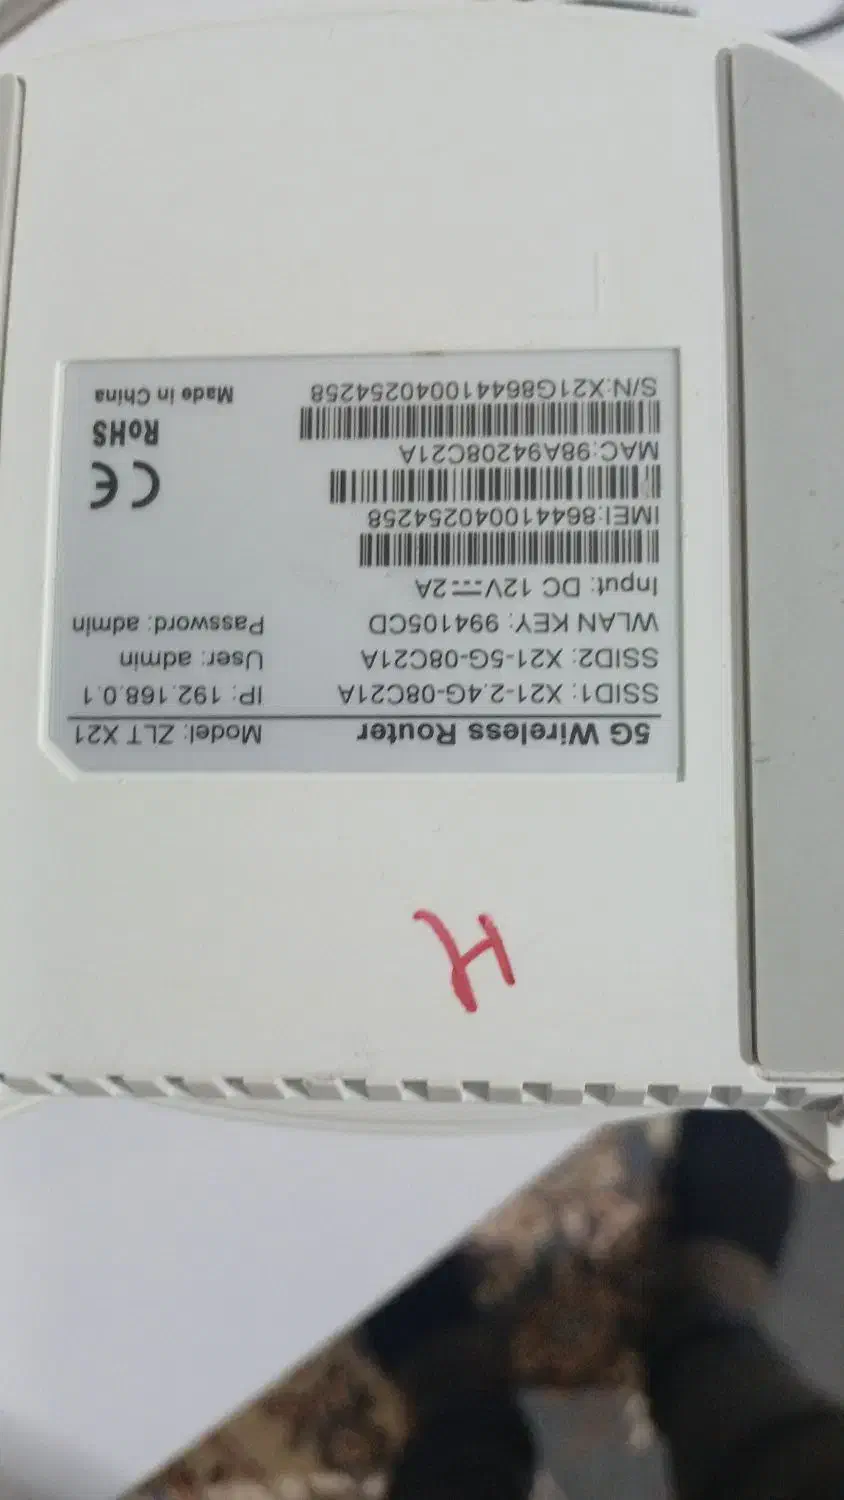 5G Wireless Router
Model: ZLT X21
SSID1: X21-2.4G-08C21A
IP: 192.168.0.1
SSID2: X21-5G-08C21A
User: admin
WLAN KEY: 994105CD
Password: admin
Input: DC 12V⎓2A
IMEI:864410040254258
MAC:98A94208C21A
S/N:X21G864410040254258
CE
RoHS
Made in China
H